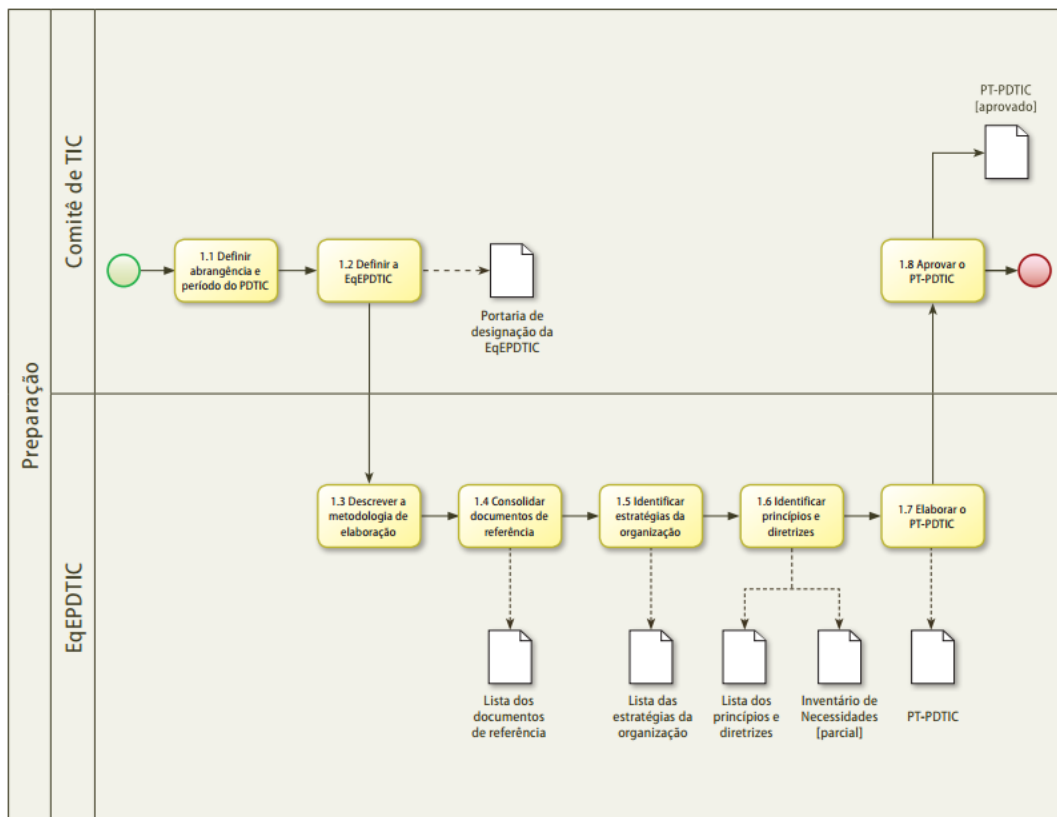 Preparação
Comitê de TIC
PT-PDTIC
[aprovado]
1.1 Definir
abrangência e
período do PDTIC
1.2 Definir a
EqEPDTIC
Portaria de
designação da
EqEPDTIC
1.8 Aprovar o
PT-PDTIC
EqEPDTIC
1.3 Descrever a
metodologia de
elaboração
1.4 Consolidar
documentos de
referência
1.5 Identificar
estratégias da
organização
1.6 Identificar
princípios e
diretrizes
1.7 Elaborar o
PT-PDTIC
Lista dos
documentos
de referência
Lista das
estratégias da
organização
Lista dos
princípios e
diretrizes
Inventário de
Necessidades
[parcial]
PT-PDTIC